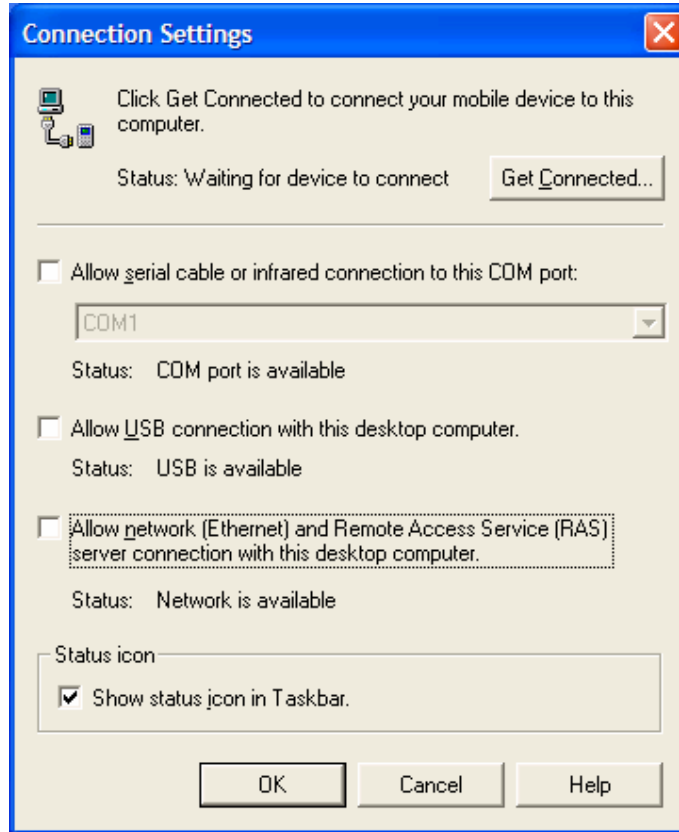 Connection Settings
Click Get Connected to connect your mobile device to this
computer.
Status: Waiting for device to connect
Get Connected...
Allow serial cable or infrared connection to this COM port:
COM1
Status: COM port is available
Allow USB connection with this desktop computer.
Status: USB is available
Allow network (Ethernet) and Remote Access Service (RAS)
server connection with this desktop computer.
Status: Network is available
Status icon
Show status icon in Taskbar.
OK Cancel Help